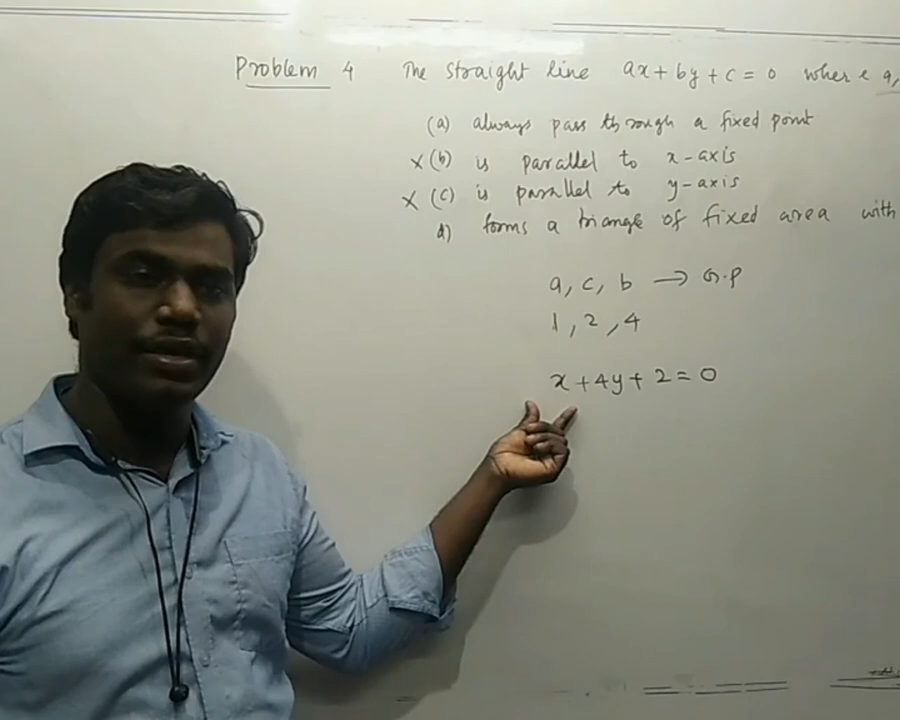 Problem 4 The straight line ax + by + c = 0 where a,
(a) always pass through a fixed point
x (b) is parallel to x-axis
x (c) is parallel to y-axis
d) forms a triangle of fixed area with
a, c, b → G.P
1, 2, 4
x + 4y + 2 = 0